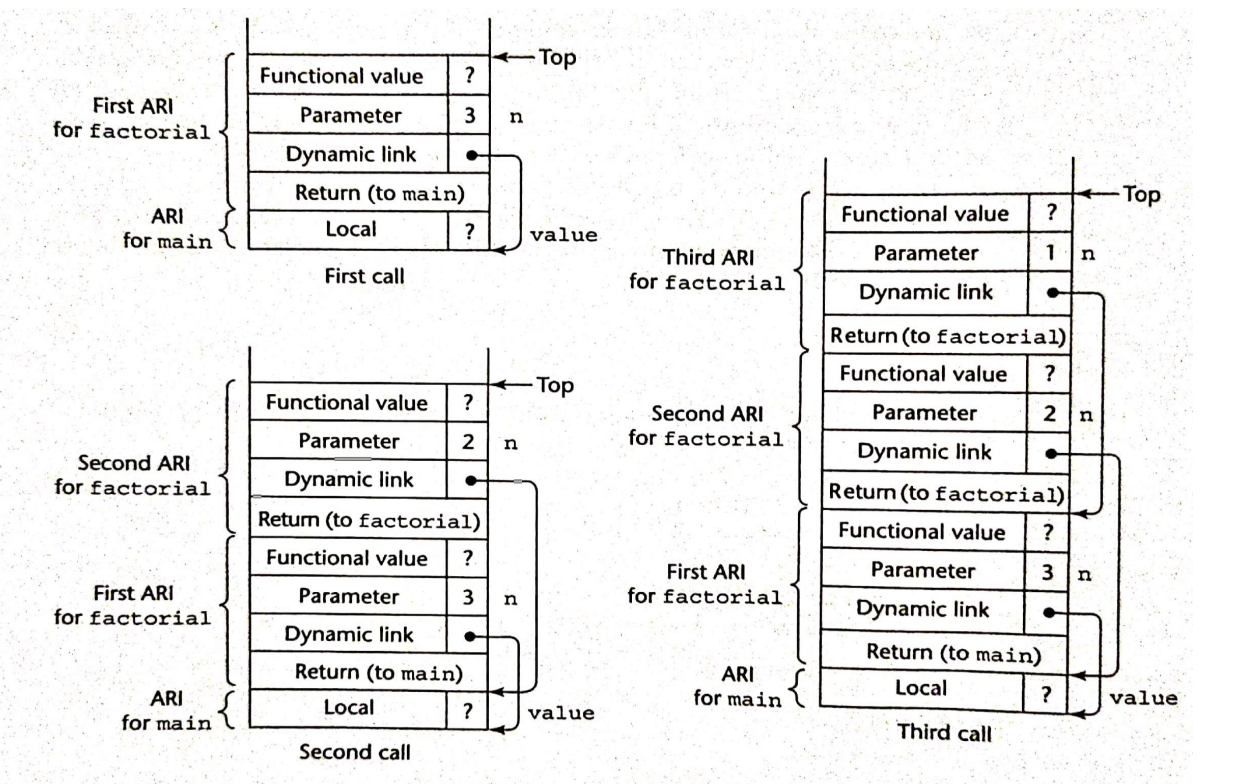 Top
Functional value ?
First ARI
for factorial
Parameter 3 n
Dynamic link
Return (to main)
ARI
for main
Local ? value
First call
Top
Functional value ?
Second ARI
for factorial
Parameter 2 n
Dynamic link
Return (to factorial)
Functional value ?
First ARI
for factorial
Parameter 3 n
Dynamic link
Return (to main)
ARI
for main
Local ? value
Second call
Top
Functional value ?
Third ARI
for factorial
Parameter 1 n
Dynamic link
Return (to factorial)
Functional value ?
Second ARI
for factorial
Parameter 2 n
Dynamic link
Return (to factorial)
Functional value ?
First ARI
for factorial
Parameter 3 n
Dynamic link
Return (to main)
ARI
for main
Local ? value
Third call